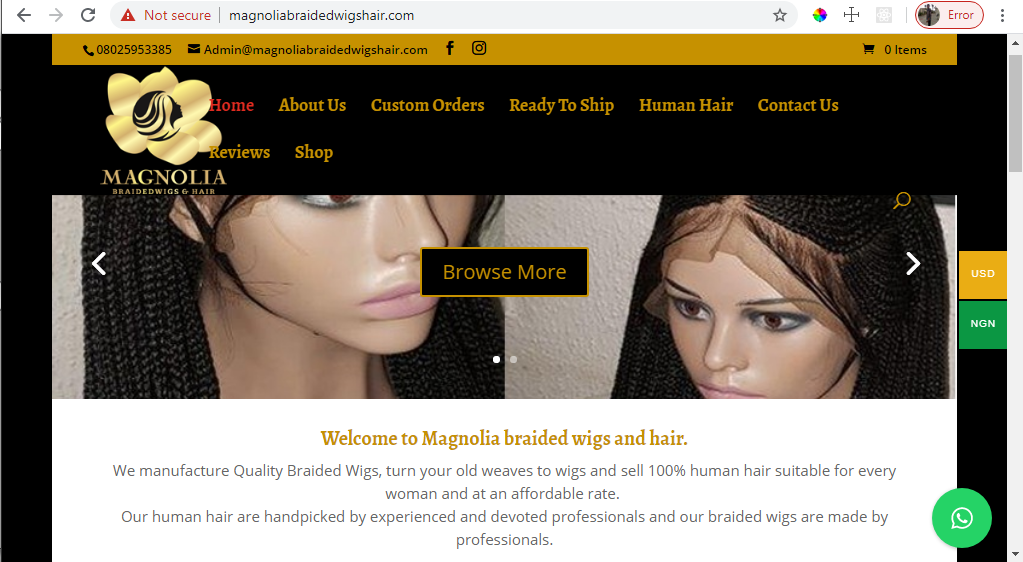 Not secure | magnoliabraidedwigshair.com
Error
08025953385 Admin@magnoliabraidedwigshair.com 0 Items
Home About Us Custom Orders Ready To Ship Human Hair Contact Us
Reviews Shop
MAGNOLIA
BRAIDEDWIGS & HAIR
Browse More
USD
NGN
Welcome to Magnolia braided wigs and hair.
We manufacture Quality Braided Wigs, turn your old weaves to wigs and sell 100% human hair suitable for every
woman and at an affordable rate.
Our human hair are handpicked by experienced and devoted professionals and our braided wigs are made by
professionals.